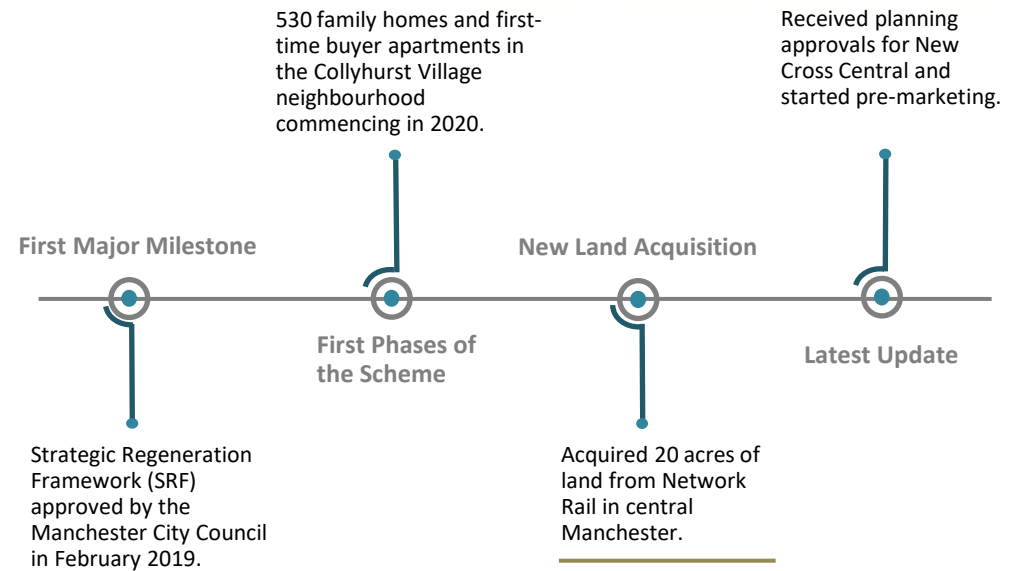 530 family homes and first-
time buyer apartments in
the Collyhurst Village
neighbourhood
commencing in 2020.
Received planning
approvals for New
Cross Central and
started pre-marketing.
First Major Milestone
New Land Acquisition
First Phases of
the Scheme
Latest Update
Strategic Regeneration
Framework (SRF)
approved by the
Manchester City Council
in February 2019.
Acquired 20 acres of
land from Network
Rail in central
Manchester.